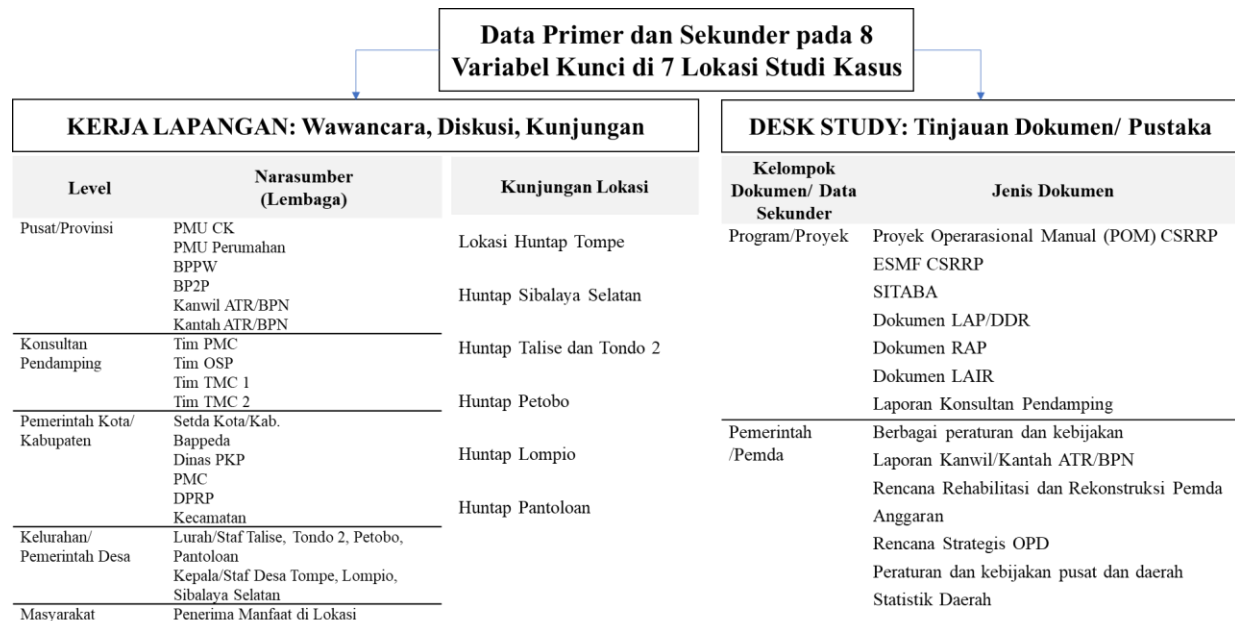 Data Primer dan Sekunder pada 8
Variabel Kunci di 7 Lokasi Studi Kasus
KERJA LAPANGAN: Wawancara, Diskusi, Kunjungan
Level
Narasumber
(Lembaga)
Kunjungan Lokasi
Pusat/Provinsi
PMU CK
PMU Perumahan
BPPW
BP2P
Kanwil ATR/BPN
Kantah ATR/BPN
Konsultan
Pendamping
Tim PMC
Tim OSP
Tim TMC 1
Tim TMC 2
Pemerintah Kota/
Kabupaten
Setda Kota/Kab.
Bappeda
Dinas PKP
PMC
DPRP
Kecamatan
Kelurahan/
Pemerintah Desa
Lurah/Staf Talise, Tondo 2, Petobo,
Pantoloan
Kepala/Staf Desa Tompe, Lompio,
Sibalaya Selatan
Masyarakat
Penerima Manfaat di Lokasi
Lokasi Huntap Tompe
Huntap Sibalaya Selatan
Huntap Talise dan Tondo 2
Huntap Petobo
Huntap Lompio
Huntap Pantoloan
DESK STUDY: Tinjauan Dokumen/ Pustaka
Kelompok
Dokumen/ Data
Sekunder
Jenis Dokumen
Program/Proyek
Proyek Operarasional Manual (POM) CSRRP
ESMF CSRRP
SITABA
Dokumen LAP/DDR
Dokumen RAP
Dokumen LAIR
Laporan Konsultan Pendamping
Pemerintah
/Pemda
Berbagai peraturan dan kebijakan
Laporan Kanwil/Kantah ATR/BPN
Rencana Rehabilitasi dan Rekonstruksi Pemda
Anggaran
Rencana Strategis OPD
Peraturan dan kebijakan pusat dan daerah
Statistik Daerah